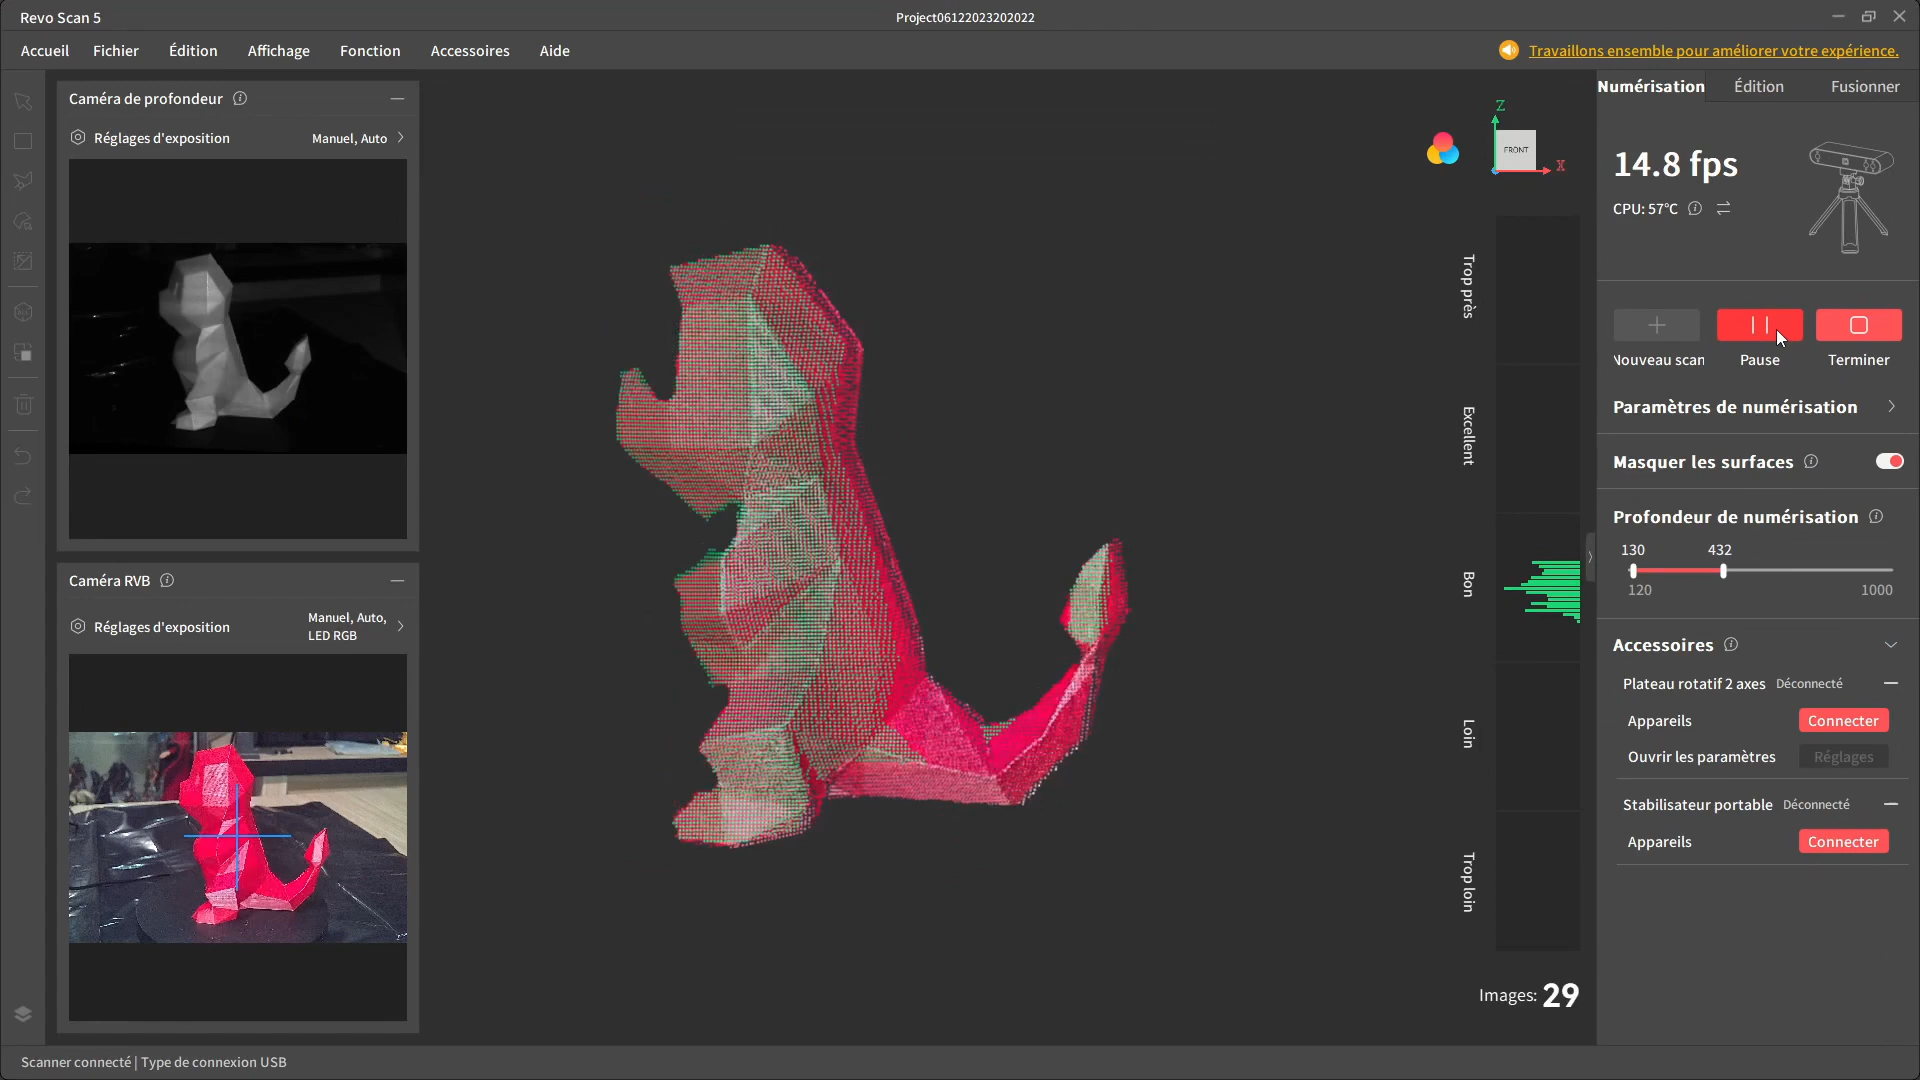 Revo Scan 5
Project06122023202022
Accueil Fichier Édition Affichage Fonction Accessoires Aide
Travaillons ensemble pour améliorer votre expérience.
Caméra de profondeur
Réglages d'exposition Manuel, Auto
Caméra RVB
Réglages d'exposition Manuel, Auto,
LED RGB
Z
FRONT
X
Trop près
Excellent
Bon
Loin
Trop loin
Images: 29
Numérisation Édition Fusionner
14.8 fps
CPU: 57°C
Nouveau scan Pause Terminer
Paramètres de numérisation
Masquer les surfaces
Profondeur de numérisation
130 432
120 1000
Accessoires
Plateau rotatif 2 axes Déconnecté
Appareils Connecter
Ouvrir les paramètres Réglages
Stabilisateur portable Déconnecté
Appareils Connecter
Scanner connecté | Type de connexion USB